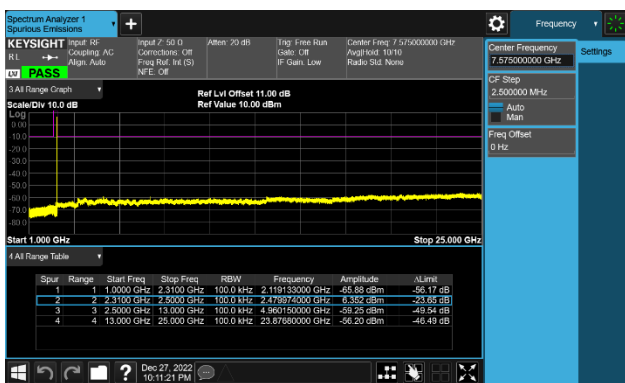 Spectrum Analyzer 1
Spurious Emissions
Frequency
KEYSIGHT Input: RF Input Z: 50 Ω Atten: 20 dB Trig: Free Run Center Freq: 7.575000000 GHz
RL Coupling: AC Corrections: Off Gate: Off Avg|Hold: 10/10
Align: Auto Freq Ref: Int (S) IF Gain: Low Radio Std: None
LXI PASS NFE: Off
Center Frequency
7.575000000 GHz
Settings
CF Step
2.500000 MHz
Auto
Man
Freq Offset
0 Hz
3 All Range Graph
Ref Lvl Offset 11.00 dB
Scale/Div 10.0 dB Ref Value 10.00 dBm
Log
0.00
-10.0
-20.0
-30.0
-40.0
-50.0
-60.0
-70.0
-80.0
Start 1.000 GHz Stop 25.000 GHz
4 All Range Table
Spur Range Start Freq Stop Freq RBW Frequency Amplitude ΔLimit
1 1 1.0000 GHz 2.3100 GHz 100.0 kHz 2.119133000 GHz -65.88 dBm -56.17 dB
2 2 2.3100 GHz 2.5000 GHz 100.0 kHz 2.479974000 GHz 6.352 dBm -23.65 dB
3 3 2.5000 GHz 13.000 GHz 100.0 kHz 4.960150000 GHz -59.25 dBm -49.54 dB
4 4 13.000 GHz 25.000 GHz 100.0 kHz 23.87680000 GHz -56.20 dBm -46.49 dB
Dec 27, 2022
10:11:21 PM